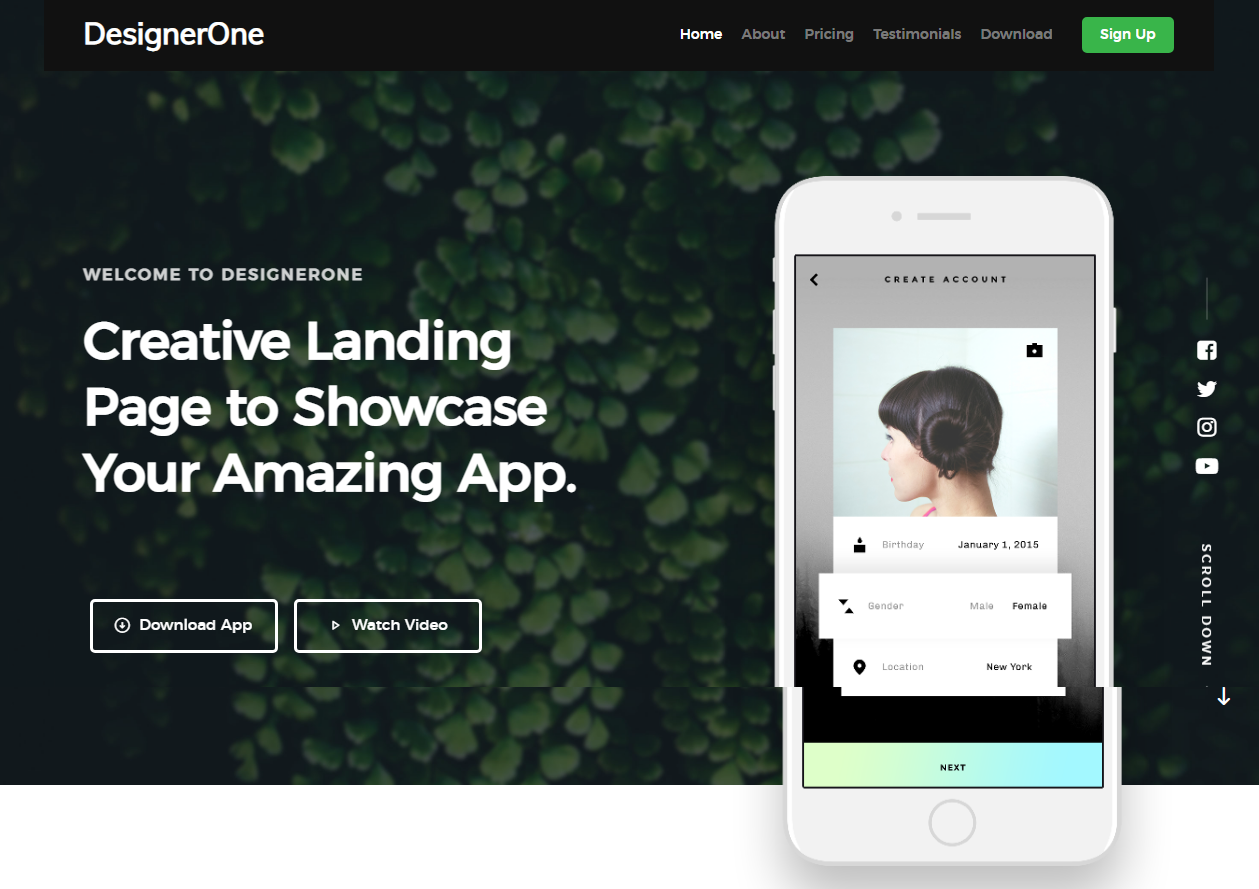 DesignerOne
Home About Pricing Testimonials Download Sign Up
WELCOME TO DESIGNERONE
Creative Landing
Page to Showcase
Your Amazing App.
Download App Watch Video
CREATE ACCOUNT
Birthday January 1, 2015
Gender Male Female
Location New York
NEXT
SCROLL DOWN